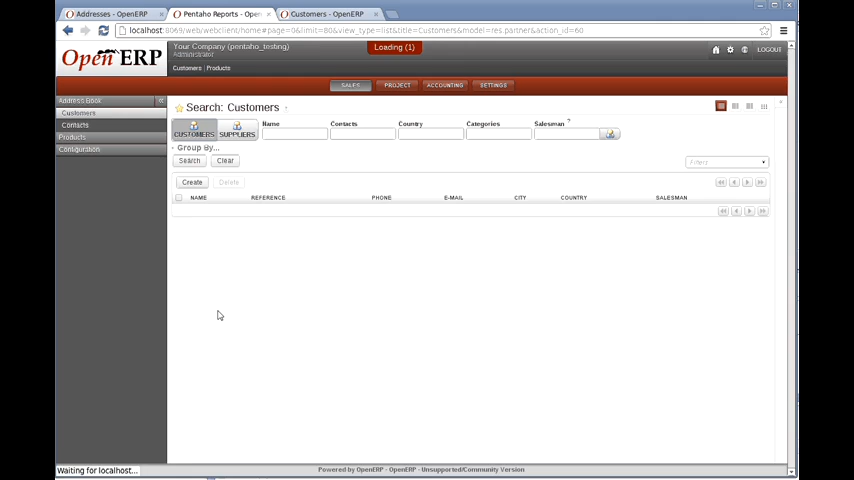 Addresses - OpenERP
Pentaho Reports - Open
Customers - OpenERP
localhost:8069/web/webclient/home#page=0&limit=80&view_type=list&title=Customers&model=res.partner&action_id=60
Open ERP
Your Company (pentaho_testing)
Administrator
Loading (1)
LOGOUT
Customers
Products
SALES
PROJECT
ACCOUNTING
SETTINGS
Address Book
Customers
Contacts
Products
Configuration
Search: Customers
CUSTOMERS
SUPPLIERS
Name
Contacts
Country
Categories
Salesman ?
Group By...
Search
Clear
Filters
Create
Delete
NAME
REFERENCE
PHONE
E-MAIL
CITY
COUNTRY
SALESMAN
Waiting for localhost...
Powered by OpenERP - OpenERP - Unsupported/Community Version